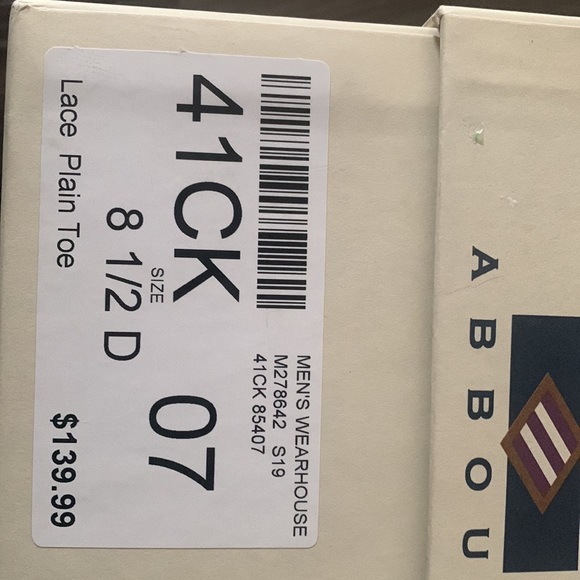 MEN'S WEARHOUSE
M278642 S19
41CK 85407
41CK 07
SIZE
8 1/2 D
Lace Plain Toe $139.99
ABBOU